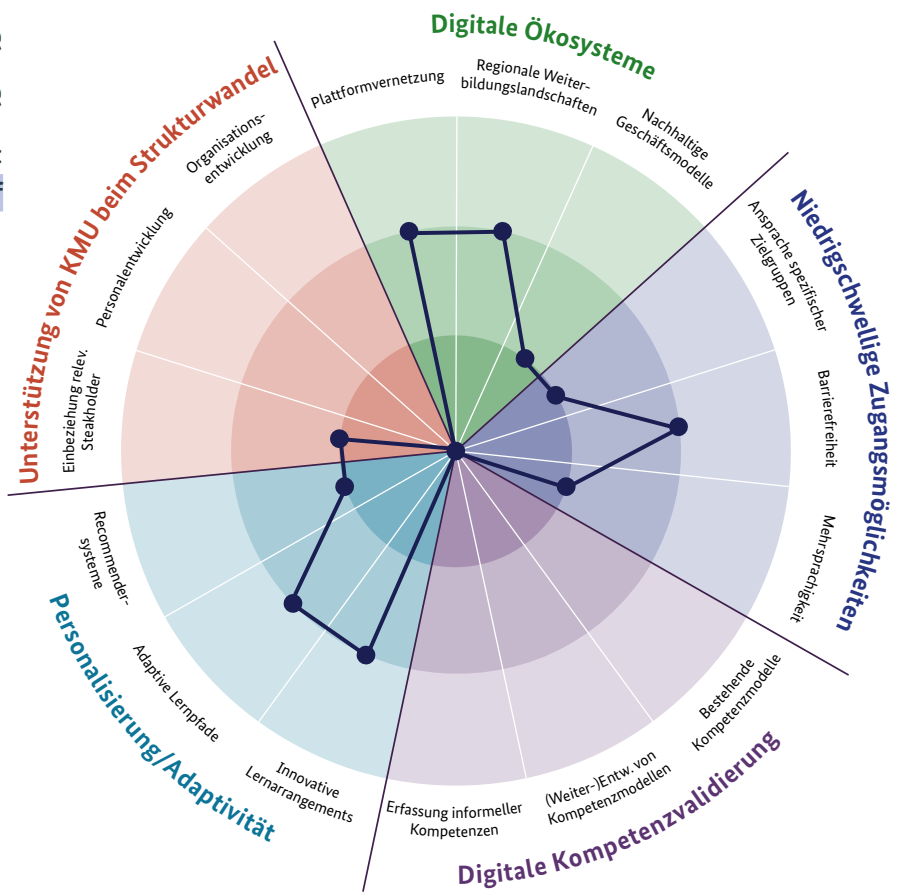 Digitale Ökosysteme
Plattformvernetzung
Regionale Weiter-
bildungslandschaften
Nachhaltige
Geschäftsmodelle
Niedrigschwellige Zugangsmöglichkeiten
Ansprache spezifischer
Zielgruppen
Barrierefreiheit
Mehrsprachigkeit
Digitale Kompetenzvalidierung
Bestehende
Kompetenzmodelle
(Weiter-)Entw. von
Kompetenzmodellen
Erfassung informeller
Kompetenzen
Personalisierung/Adaptivität
Innovative
Lernarrangements
Adaptive Lernpfade
Recommender-
systeme
Unterstützung von KMU beim Strukturwandel
Einbeziehung relev.
Steakholder
Personalentwicklung
Organisations-
entwicklung